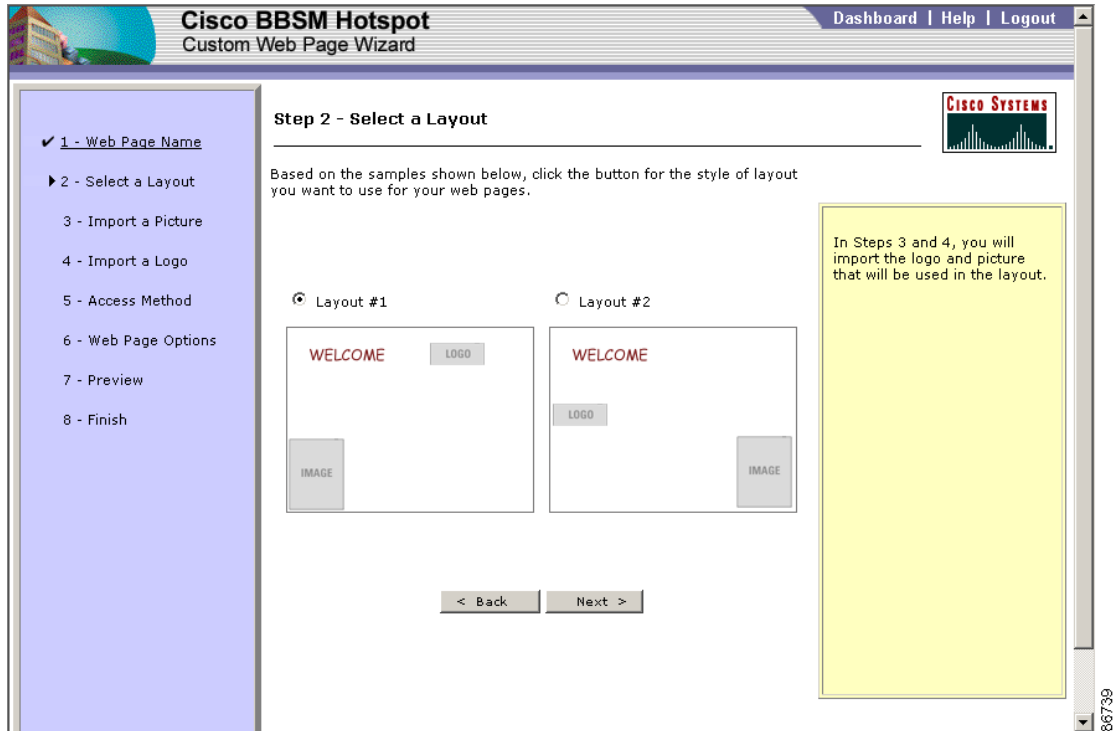 Cisco BBSM Hotspot
Custom Web Page Wizard
Dashboard | Help | Logout
✔ 1 - Web Page Name
2 - Select a Layout
3 - Import a Picture
4 - Import a Logo
5 - Access Method
6 - Web Page Options
7 - Preview
8 - Finish
Step 2 - Select a Layout
CISCO SYSTEMS
Based on the samples shown below, click the button for the style of layout
you want to use for your web pages.
Layout #1
WELCOME
LOGO
IMAGE
Layout #2
WELCOME
LOGO
IMAGE
< Back
Next >
In Steps 3 and 4, you will
import the logo and picture
that will be used in the layout.
86739